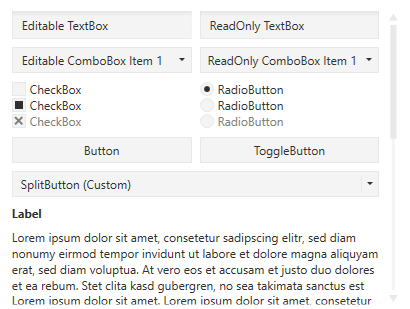 Editable TextBox
ReadOnly TextBox
Editable ComboBox Item 1
ReadOnly ComboBox Item 1
CheckBox
RadioButton
CheckBox
RadioButton
CheckBox
RadioButton
Button
ToggleButton
SplitButton (Custom)
Label
Lorem ipsum dolor sit amet, consetetur sadipscing elitr, sed diam
nonumy eirmod tempor invidunt ut labore et dolore magna aliquyam
erat, sed diam voluptua. At vero eos et accusam et justo duo dolores
et ea rebum. Stet clita kasd gubergren, no sea takimata sanctus est
Lorem ipsum dolor sit amet. Lorem ipsum dolor sit amet, consetetur